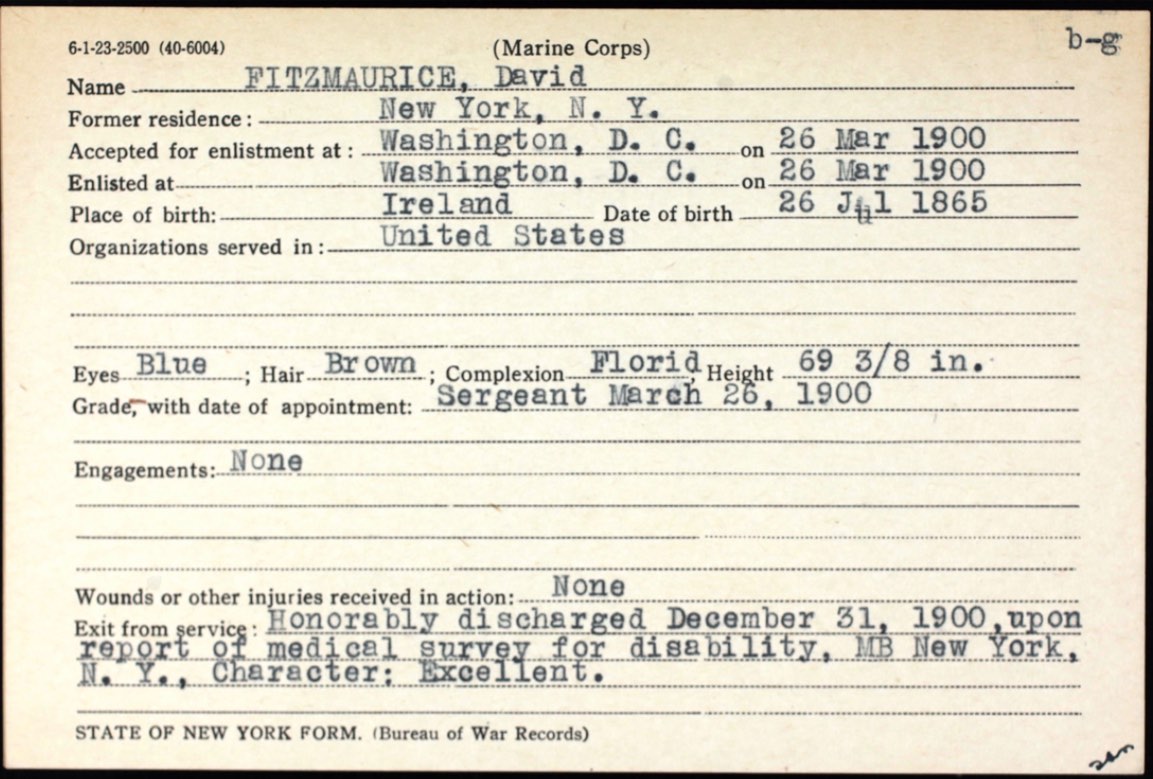 6-1-23-2500 (40-6004) (Marine Corps) b-g
Name FITZMAURICE, David
Former residence: New York, N. Y.
Accepted for enlistment at: Washington, D. C. on 26 Mar 1900
Enlisted at Washington, D. C. on 26 Mar 1900
Place of birth: Ireland Date of birth 26 Jul 1865
Organizations served in: United States
Eyes Blue ; Hair Brown ; Complexion Florid, Height 69 3/8 in.
Grade, with date of appointment: Sergeant March 26, 1900
Engagements: None
Wounds or other injuries received in action: None
Exit from service: Honorably discharged December 31, 1900, upon
report of medical survey for disability, MB New York,
N. Y., Character: Excellent.
STATE OF NEW YORK FORM. (Bureau of War Records)